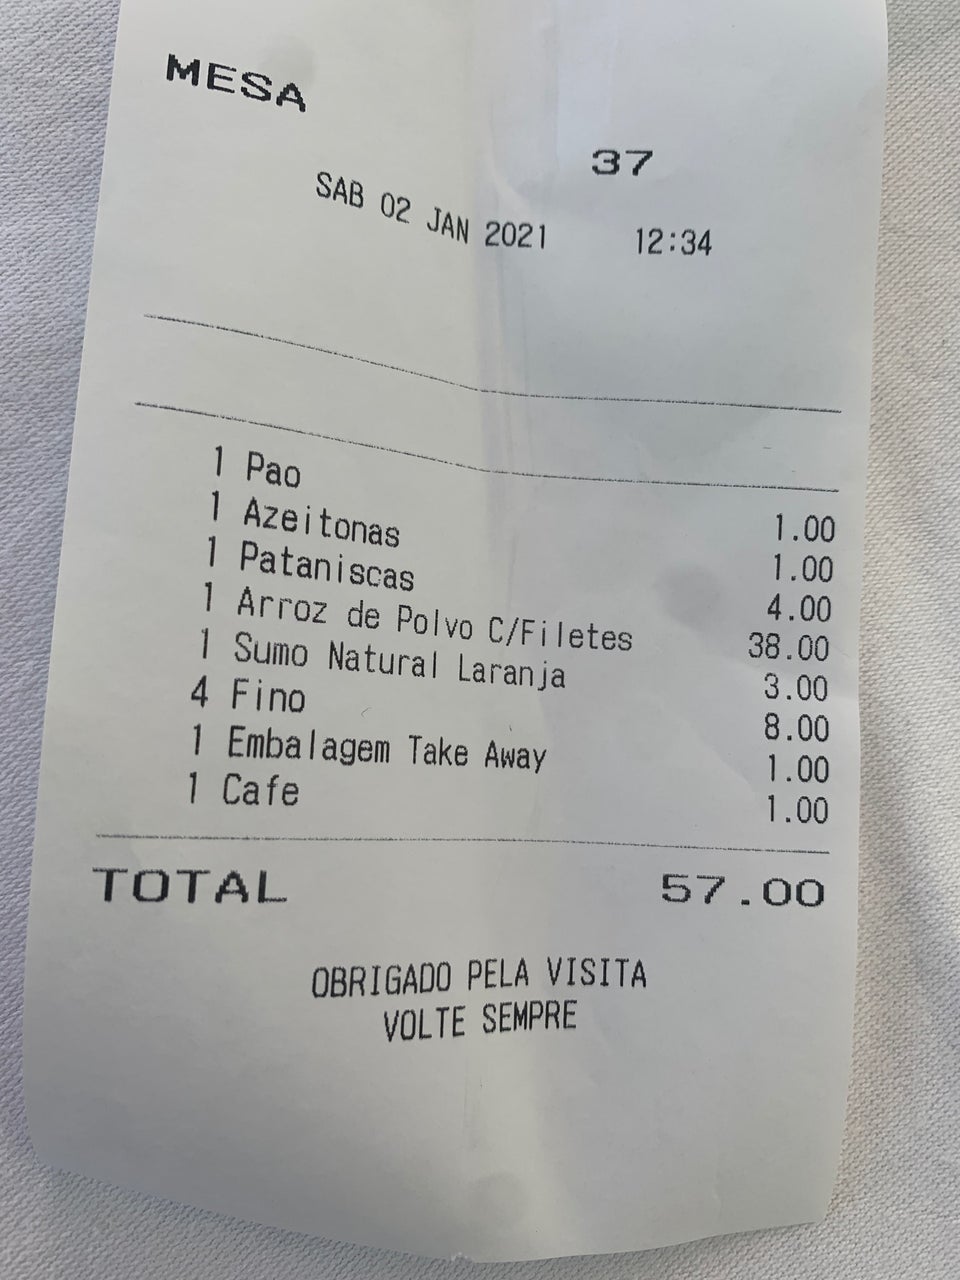 MESA 37
SAB 02 JAN 2021 12:34
1 Pao 1.00
1 Azeitonas 1.00
1 Pataniscas 4.00
1 Arroz de Polvo C/Filetes 38.00
1 Sumo Natural Laranja 3.00
4 Fino 8.00
1 Embalagem Take Away 1.00
1 Cafe 1.00
TOTAL 57.00
OBRIGADO PELA VISITA
VOLTE SEMPRE